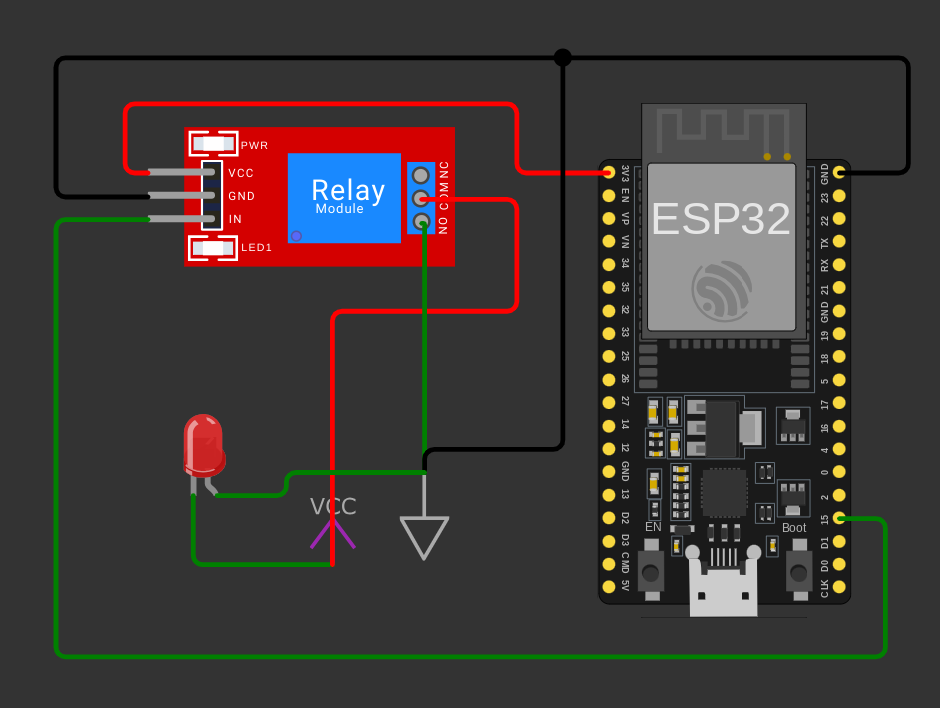 PWR
VCC
GND
IN
LED1
Relay
Module
NC
COM
NO
VCC
ESP32
3V3
EN
VP
VN
34
35
32
33
25
26
27
14
12
GND
13
D2
D3
CMD
5V
GND
23
22
TX
RX
21
GND
19
18
5
17
16
4
0
2
15
D1
D0
CLK
EN
Boot